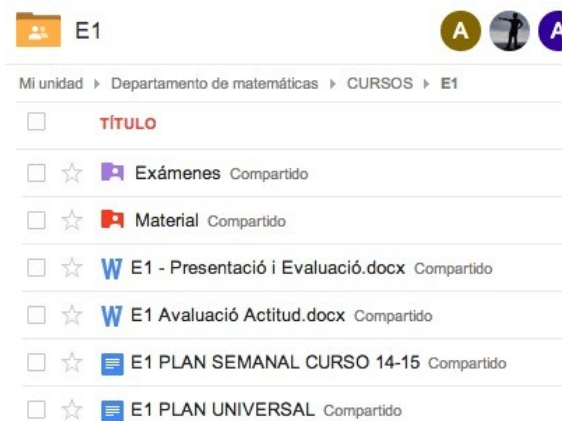 E1
A A
Mi unidad Departamento de matemáticas CURSOS E1
TÍTULO
Exámenes Compartido
Material Compartido
W E1 - Presentació i Evaluació.docx Compartido
W E1 Avaluació Actitud.docx Compartido
E1 PLAN SEMANAL CURSO 14-15 Compartido
E1 PLAN UNIVERSAL Compartido